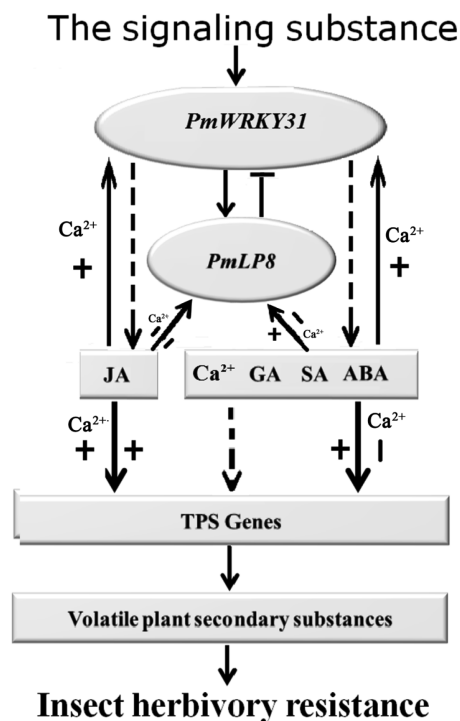 The signaling substance
PmWRKY31
Ca²⁺
+
Ca²⁺
+
PmLP8
− Ca²⁺ −
+ − Ca²⁺
JA
Ca²⁺ GA SA ABA
Ca²⁺·
+ +
Ca²⁺
+ −
TPS Genes
Volatile plant secondary substances
Insect herbivory resistance